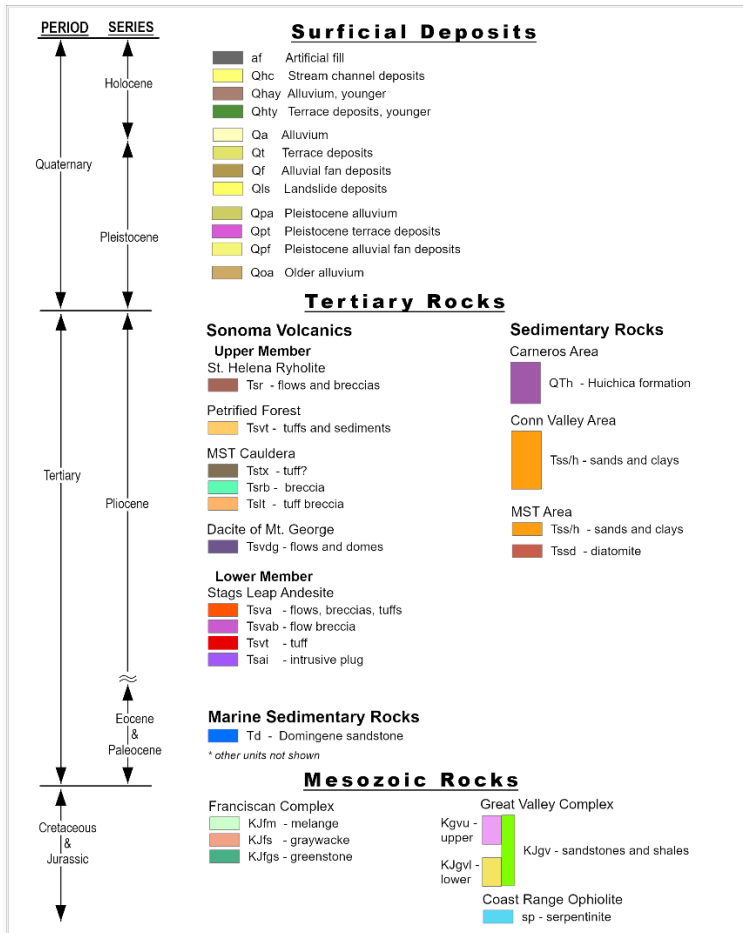 PERIOD SERIES
Surficial Deposits
af Artificial fill
Qhc Stream channel deposits
Holocene
Qhay Alluvium, younger
Qhty Terrace deposits, younger
Qa Alluvium
Qt Terrace deposits
Quaternary
Qf Alluvial fan deposits
Qls Landslide deposits
Qpa Pleistocene alluvium
Qpt Pleistocene terrace deposits
Pleistocene
Qpf Pleistocene alluvial fan deposits
Qoa Older alluvium
Tertiary Rocks
Sonoma Volcanics
Upper Member
St. Helena Ryholite
Tsr - flows and breccias
Petrified Forest
Tsvt - tuffs and sediments
MST Cauldera
Tstx - tuff?
Tsrb - breccia
Tslt - tuff breccia
Dacite of Mt. George
Tsvdg - flows and domes
Lower Member
Stags Leap Andesite
Tsva - flows, breccias, tuffs
Tsvab - flow breccia
Tsvt - tuff
Tsai - intrusive plug
Sedimentary Rocks
Carneros Area
QTh - Huichica formation
Conn Valley Area
Tss/h - sands and clays
MST Area
Tss/h - sands and clays
Tssd - diatomite
Tertiary
Pliocene
Eocene
&
Paleocene
Marine Sedimentary Rocks
Td - Domingene sandstone
* other units not shown
Mesozoic Rocks
Cretaceous
&
Jurassic
Franciscan Complex
KJfm - melange
KJfs - graywacke
KJfgs - greenstone
Great Valley Complex
Kgvu -
upper
KJgv - sandstones and shales
KJgvl -
lower
Coast Range Ophiolite
sp - serpentinite